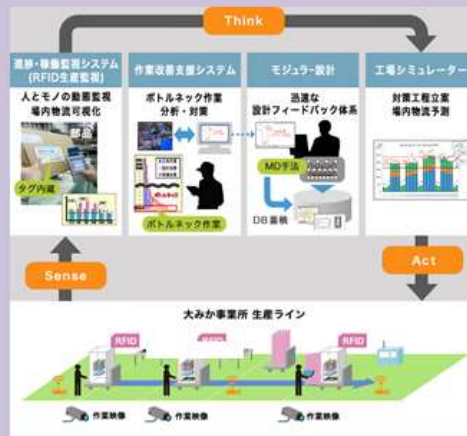 Think
進捗・稼働監視システム
(RFID生産監視)
人とモノの動態監視
場内物流可視化
部品
タグ内蔵
作業改善支援システム
ボトルネック作業
分析・対策
ボトルネック作業
モジュラー設計
迅速な
設計フィードバック体系
MD手法
DB蓄積
工場シミュレーター
対策工程立案
場内物流予測
Sense
Act
大みか事業所 生産ライン
RFID
RFID
RFID
作業映像
作業映像
作業映像